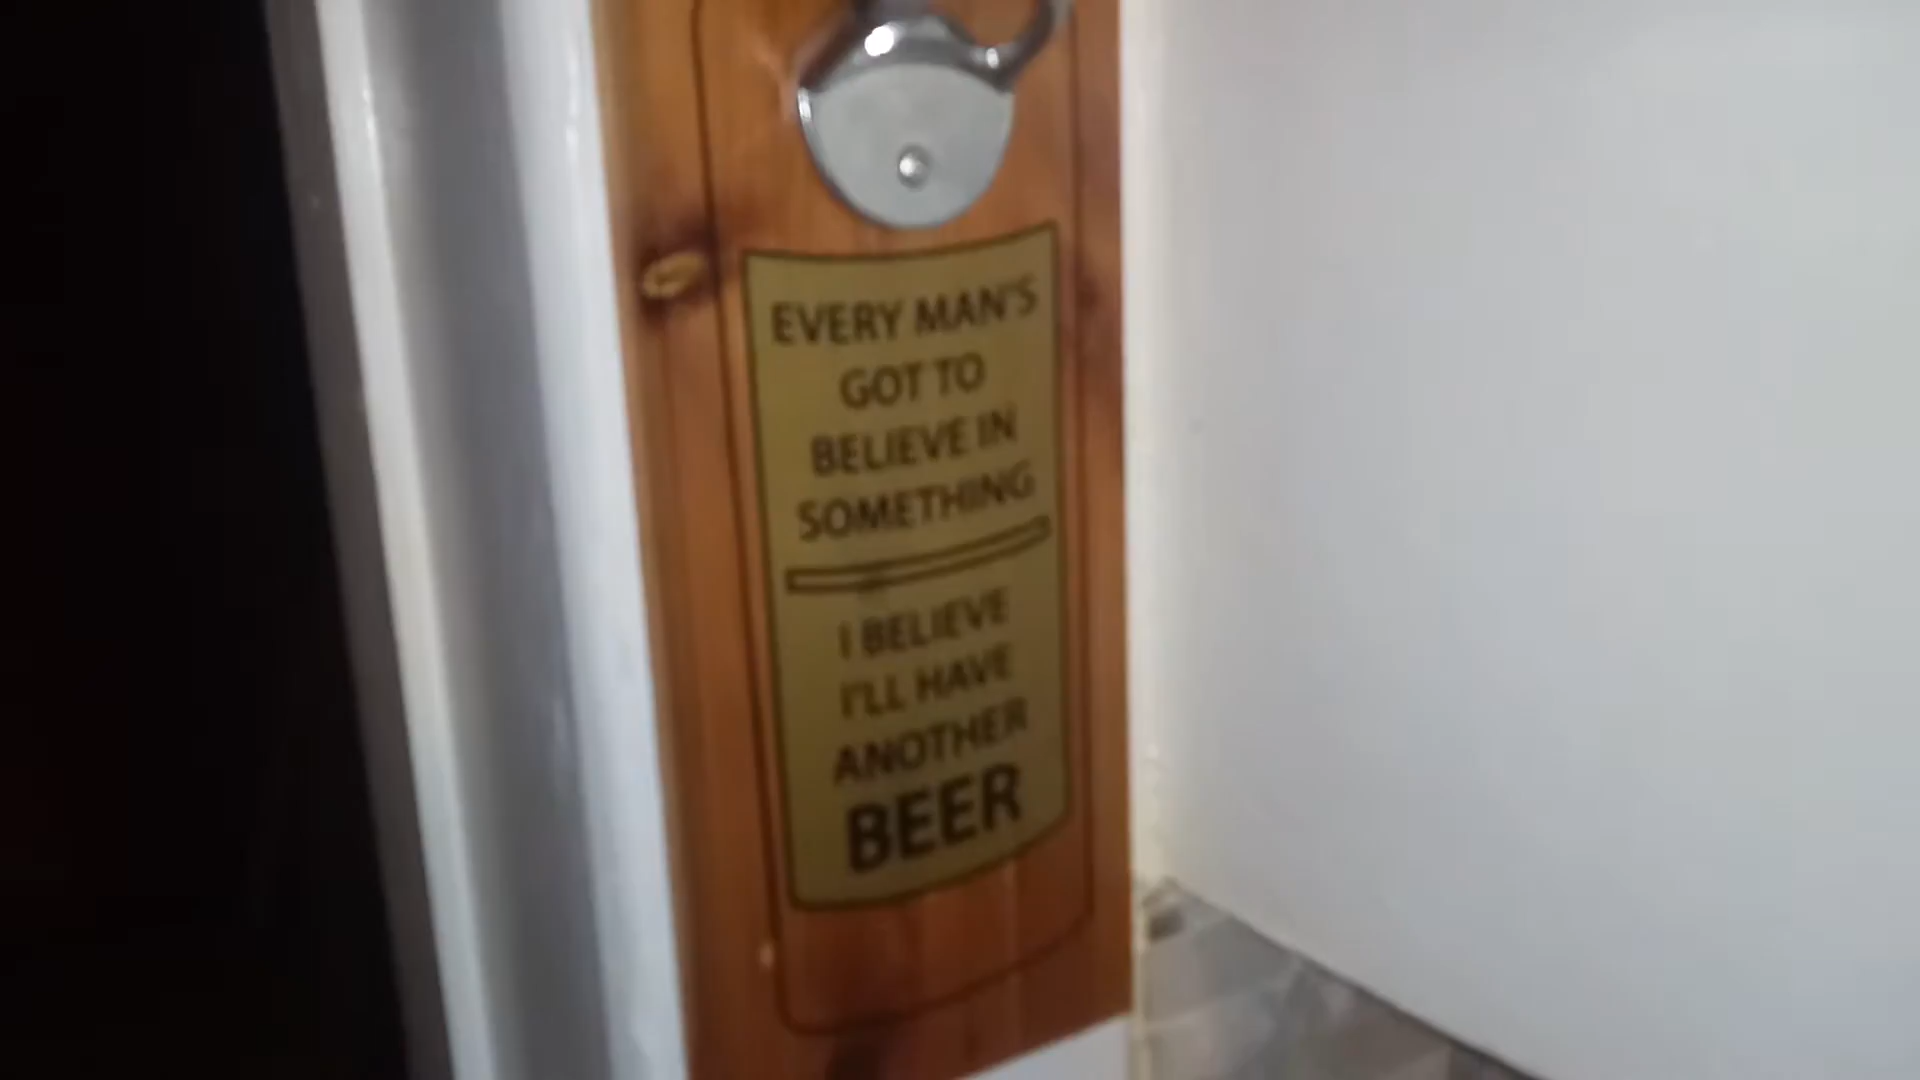 EVERY MAN'S
GOT TO
BELIEVE IN
SOMETHING
I BELIEVE
I'LL HAVE
ANOTHER
BEER